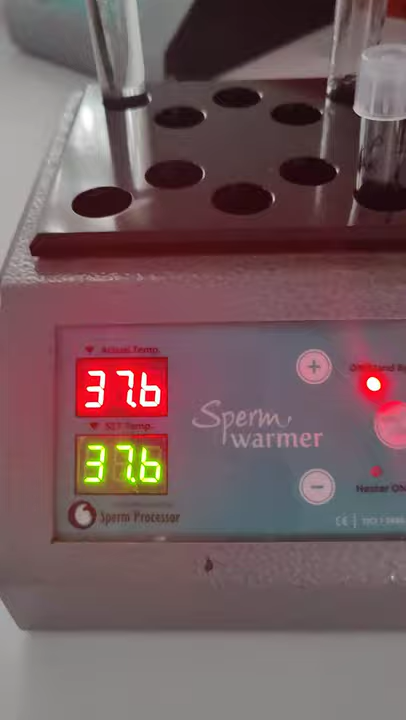 Actual Temp.
37.6
SET Temp.
37.6
Sperm
warmer
Sperm Processor
+
-
Heater ON
CE